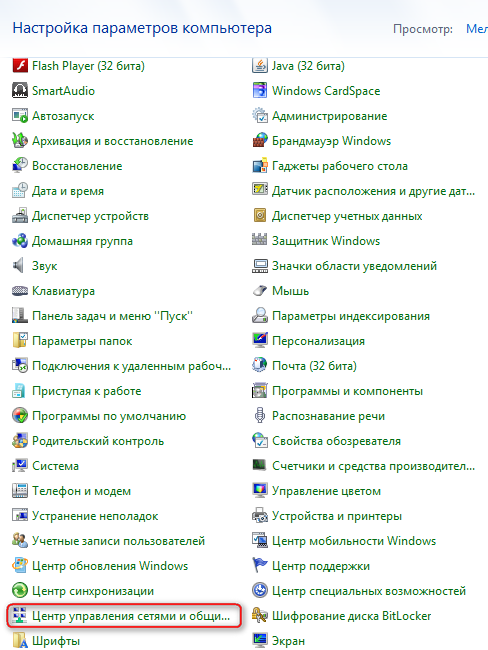 Настройка параметров компьютера
Просмотр: Мел
Flash Player (32 бита)
Java (32 бита)
SmartAudio
Windows CardSpace
Автозапуск
Администрирование
Архивация и восстановление
Брандмауэр Windows
Восстановление
Гаджеты рабочего стола
Дата и время
Датчик расположения и другие дат...
Диспетчер устройств
Диспетчер учетных данных
Домашняя группа
Защитник Windows
Звук
Значки области уведомлений
Клавиатура
Мышь
Панель задач и меню "Пуск"
Параметры индексирования
Параметры папок
Персонализация
Подключения к удаленным рабоч...
Почта (32 бита)
Приступая к работе
Программы и компоненты
Программы по умолчанию
Распознавание речи
Родительский контроль
Свойства обозревателя
Система
Счетчики и средства производител...
Телефон и модем
Управление цветом
Устранение неполадок
Устройства и принтеры
Учетные записи пользователей
Центр мобильности Windows
Центр обновления Windows
Центр поддержки
Центр синхронизации
Центр специальных возможностей
Центр управления сетями и общи...
Шифрование диска BitLocker
Шрифты
Экран